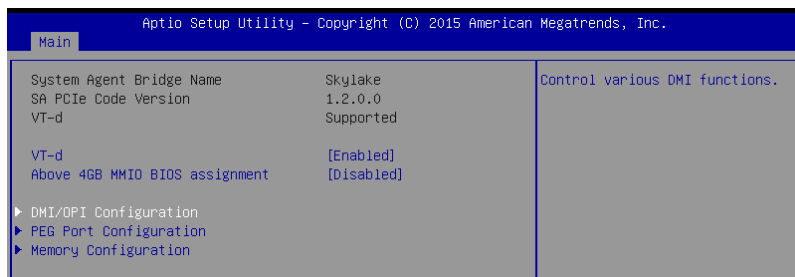 Aptio Setup Utility – Copyright (C) 2015 American Megatrends, Inc.
Main
System Agent Bridge Name Skylake
SA PCIe Code Version 1.2.0.0
VT-d Supported
VT-d [Enabled]
Above 4GB MMIO BIOS assignment [Disabled]
DMI/OPI Configuration
PEG Port Configuration
Memory Configuration
Control various DMI functions.